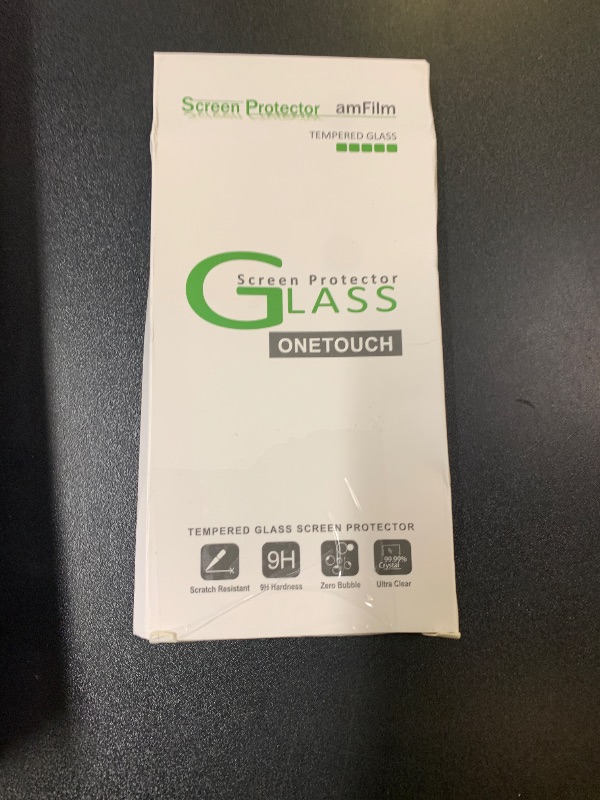 Screen Protector amFilm
TEMPERED GLASS
Screen Protector
GLASS
ONETOUCH
TEMPERED GLASS SCREEN PROTECTOR
9H 99.99%
Crystal
Scratch Resistant 9H Hardness Zero Bubble Ultra Clear